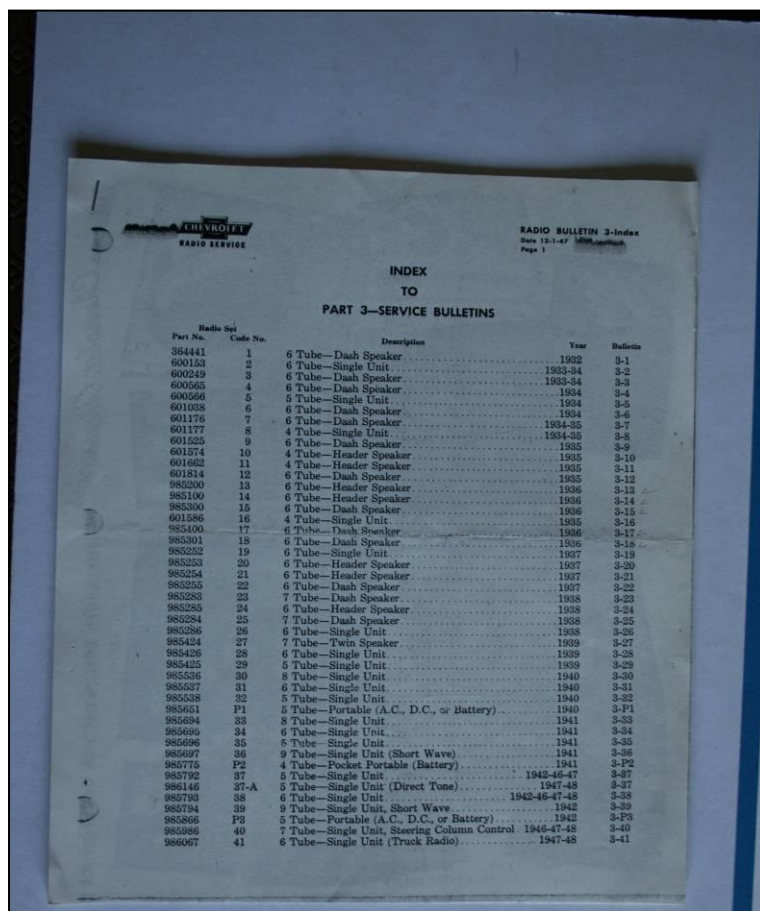 CHEVROLET
RADIO SERVICE
RADIO BULLETIN 3-Index
Date 12-1-47
Page 1
INDEX
TO
PART 3—SERVICE BULLETINS
Radio Set
Part No. Code No. Description Year Bulletin
364441 1 6 Tube—Dash Speaker 1932 3-1
600153 2 6 Tube—Single Unit 1933-34 3-2
600249 3 6 Tube—Dash Speaker 1933-34 3-3
600565 4 6 Tube—Dash Speaker 1934 3-4
600566 5 5 Tube—Single Unit 1934 3-5
601038 6 6 Tube—Dash Speaker 1934 3-6
601176 7 6 Tube—Dash Speaker 1934-35 3-7
601177 8 4 Tube—Single Unit 1934-35 3-8
601525 9 6 Tube—Dash Speaker 1935 3-9
601574 10 4 Tube—Header Speaker 1935 3-10
601662 11 4 Tube—Header Speaker 1935 3-11
601814 12 6 Tube—Dash Speaker 1935 3-12
985200 13 6 Tube—Header Speaker 1936 3-13
985100 14 6 Tube—Header Speaker 1936 3-14
985300 15 6 Tube—Dash Speaker 1936 3-15
601586 16 4 Tube—Single Unit 1935 3-16
985400 17 6 Tube—Dash Speaker 1936 3-17
985301 18 6 Tube—Dash Speaker 1936 3-18
985252 19 6 Tube—Single Unit 1937 3-19
985253 20 6 Tube—Header Speaker 1937 3-20
985254 21 6 Tube—Header Speaker 1937 3-21
985255 22 6 Tube—Dash Speaker 1937 3-22
985283 23 7 Tube—Dash Speaker 1938 3-23
985285 24 6 Tube—Header Speaker 1938 3-24
985284 25 7 Tube—Dash Speaker 1938 3-25
985286 26 6 Tube—Single Unit 1938 3-26
985424 27 7 Tube—Twin Speaker 1939 3-27
985426 28 6 Tube—Single Unit 1939 3-28
985425 29 5 Tube—Single Unit 1939 3-29
985536 30 8 Tube—Single Unit 1940 3-30
985537 31 6 Tube—Single Unit 1940 3-31
985538 32 5 Tube—Single Unit 1940 3-32
985651 P1 5 Tube—Portable (A.C., D.C., or Battery) 1940 3-P1
985694 33 8 Tube—Single Unit 1941 3-33
985695 34 6 Tube—Single Unit 1941 3-34
985696 35 5 Tube—Single Unit 1941 3-35
985697 36 9 Tube—Single Unit (Short Wave) 1941 3-36
985775 P2 4 Tube—Pocket Portable (Battery) 1941 3-P2
985792 37 5 Tube—Single Unit 1942-46-47 3-37
986146 37-A 5 Tube—Single Unit (Direct Tone) 1947-48 3-37
985793 38 6 Tube—Single Unit 1942-46-47-48 3-38
985794 39 9 Tube—Single Unit, Short Wave 1942 3-39
985866 P3 5 Tube—Portable (A.C., D.C., or Battery) 1942 3-P3
985986 40 7 Tube—Single Unit, Steering Column Control 1946-47-48 3-40
986067 41 6 Tube—Single Unit (Truck Radio) 1947-48 3-41